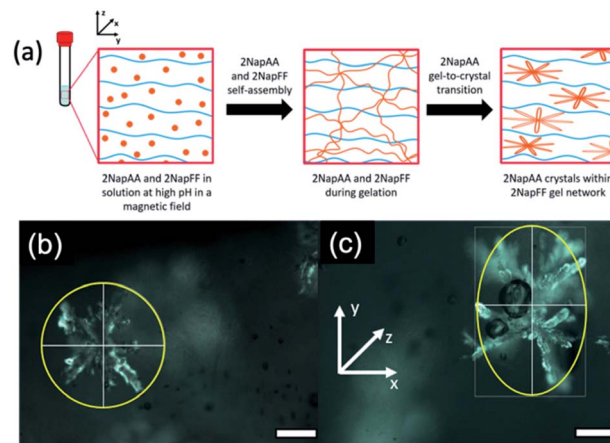 (a)
z
x
y
2NapAA
and 2NapFF
self-assembly
2NapAA
gel-to-crystal
transition
2NapAA and 2NapFF in
solution at high pH in a
magnetic field
2NapAA and 2NapFF
during gelation
2NapAA crystals within
2NapFF gel network
(b)
(c)
y
z
x